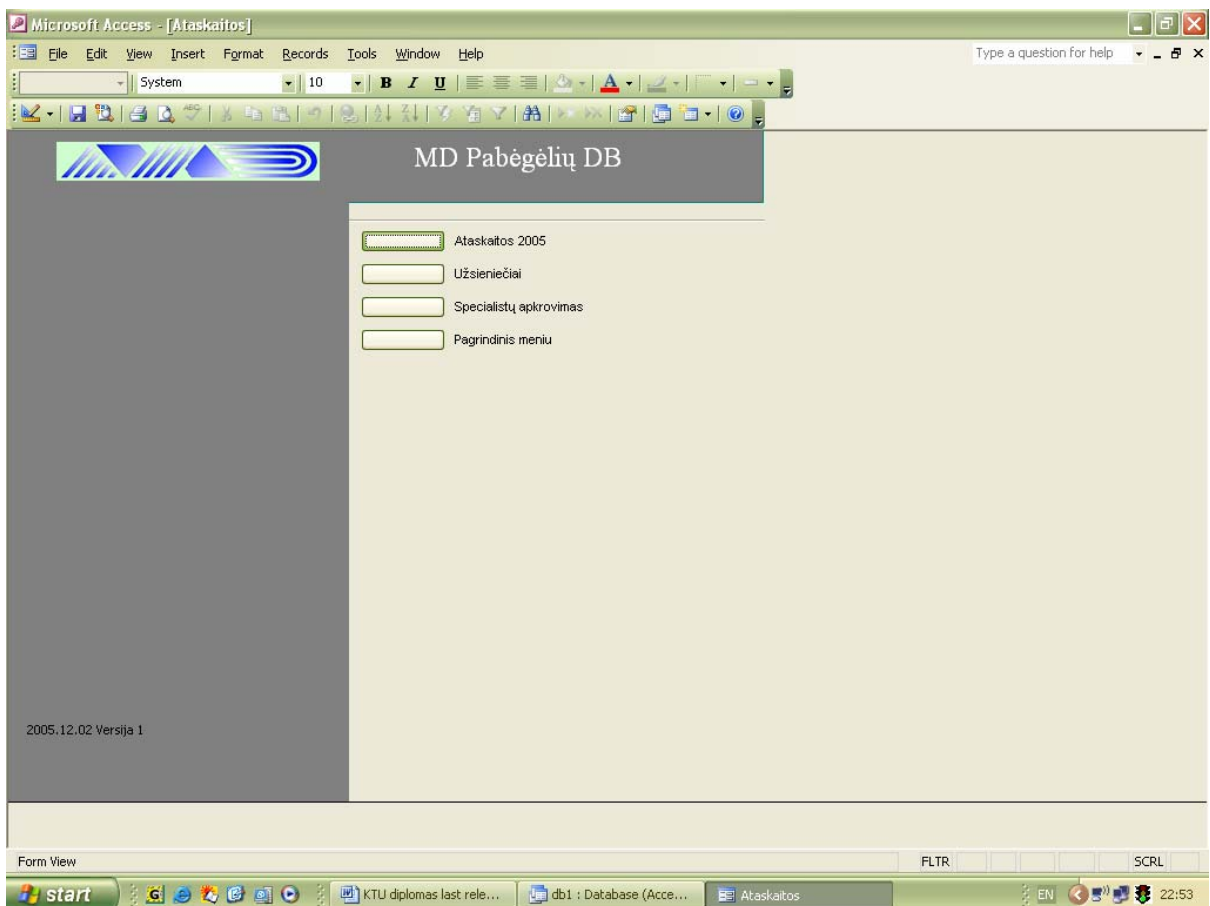 Microsoft Access - [Ataskaitos]
File Edit View Insert Format Records Tools Window Help Type a question for help
System 10 B I U A
MD Pabėgėlių DB
Ataskaitos 2005
Užsieniečiai
Specialistų apkrovimas
Pagrindinis meniu
2005.12.02 Versija 1
Form View FLTR SCRL
start KTU diplomas last rele... db1 : Database (Acce... Ataskaitos EN 22:53